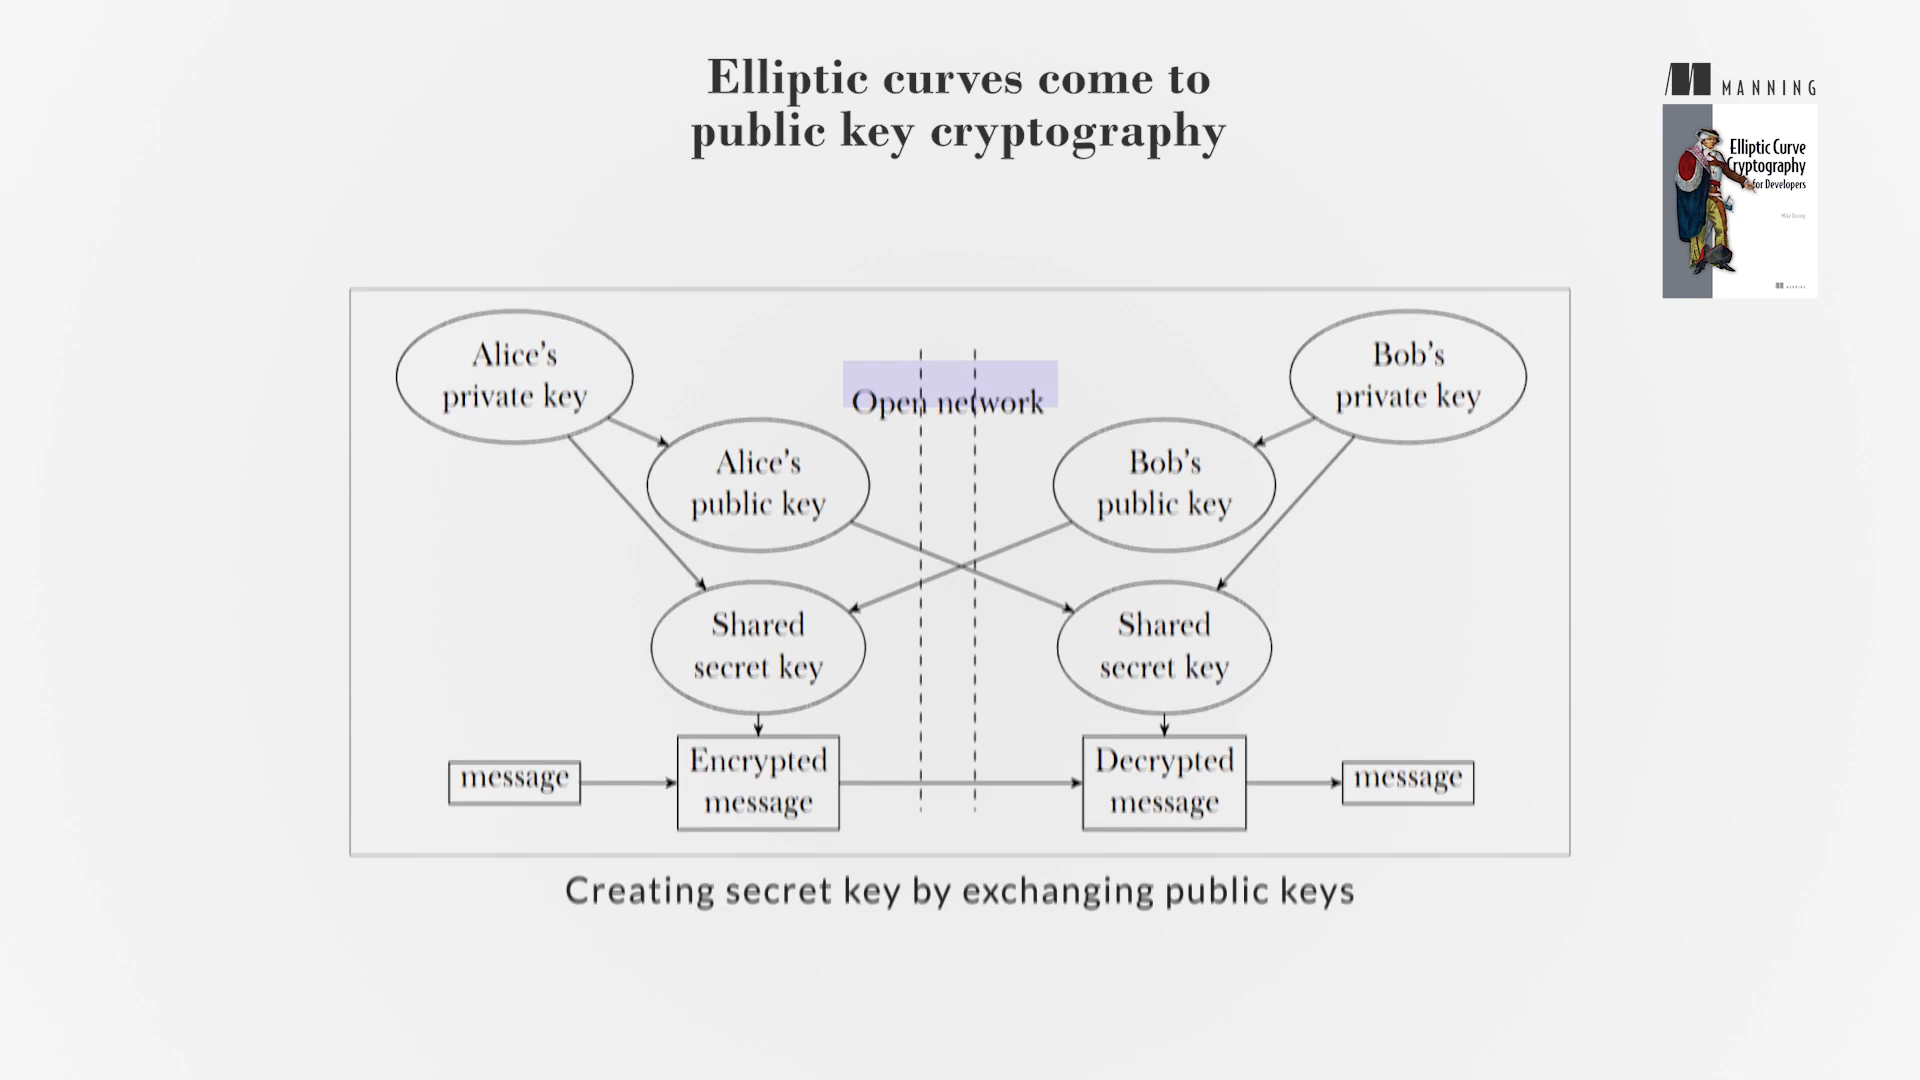 Elliptic curves come to
public key cryptography
MANNING
Elliptic Curve
Cryptography
for Developers
Alice's
private key
Open network
Bob's
private key
Alice's
public key
Bob's
public key
Shared
secret key
Shared
secret key
message
Encrypted
message
Decrypted
message
message
Creating secret key by exchanging public keys